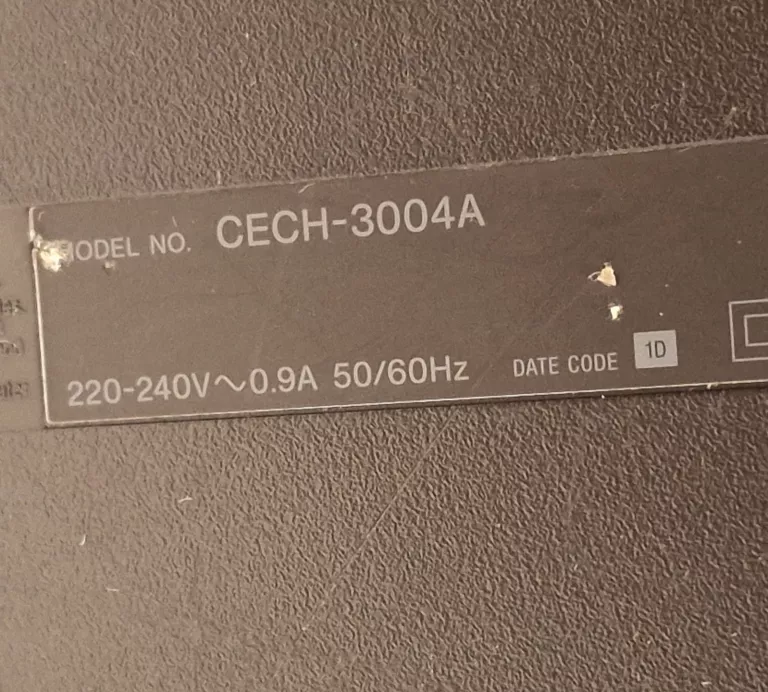 MODEL NO. CECH-3004A
220-240V～0.9A 50/60Hz DATE CODE 1D